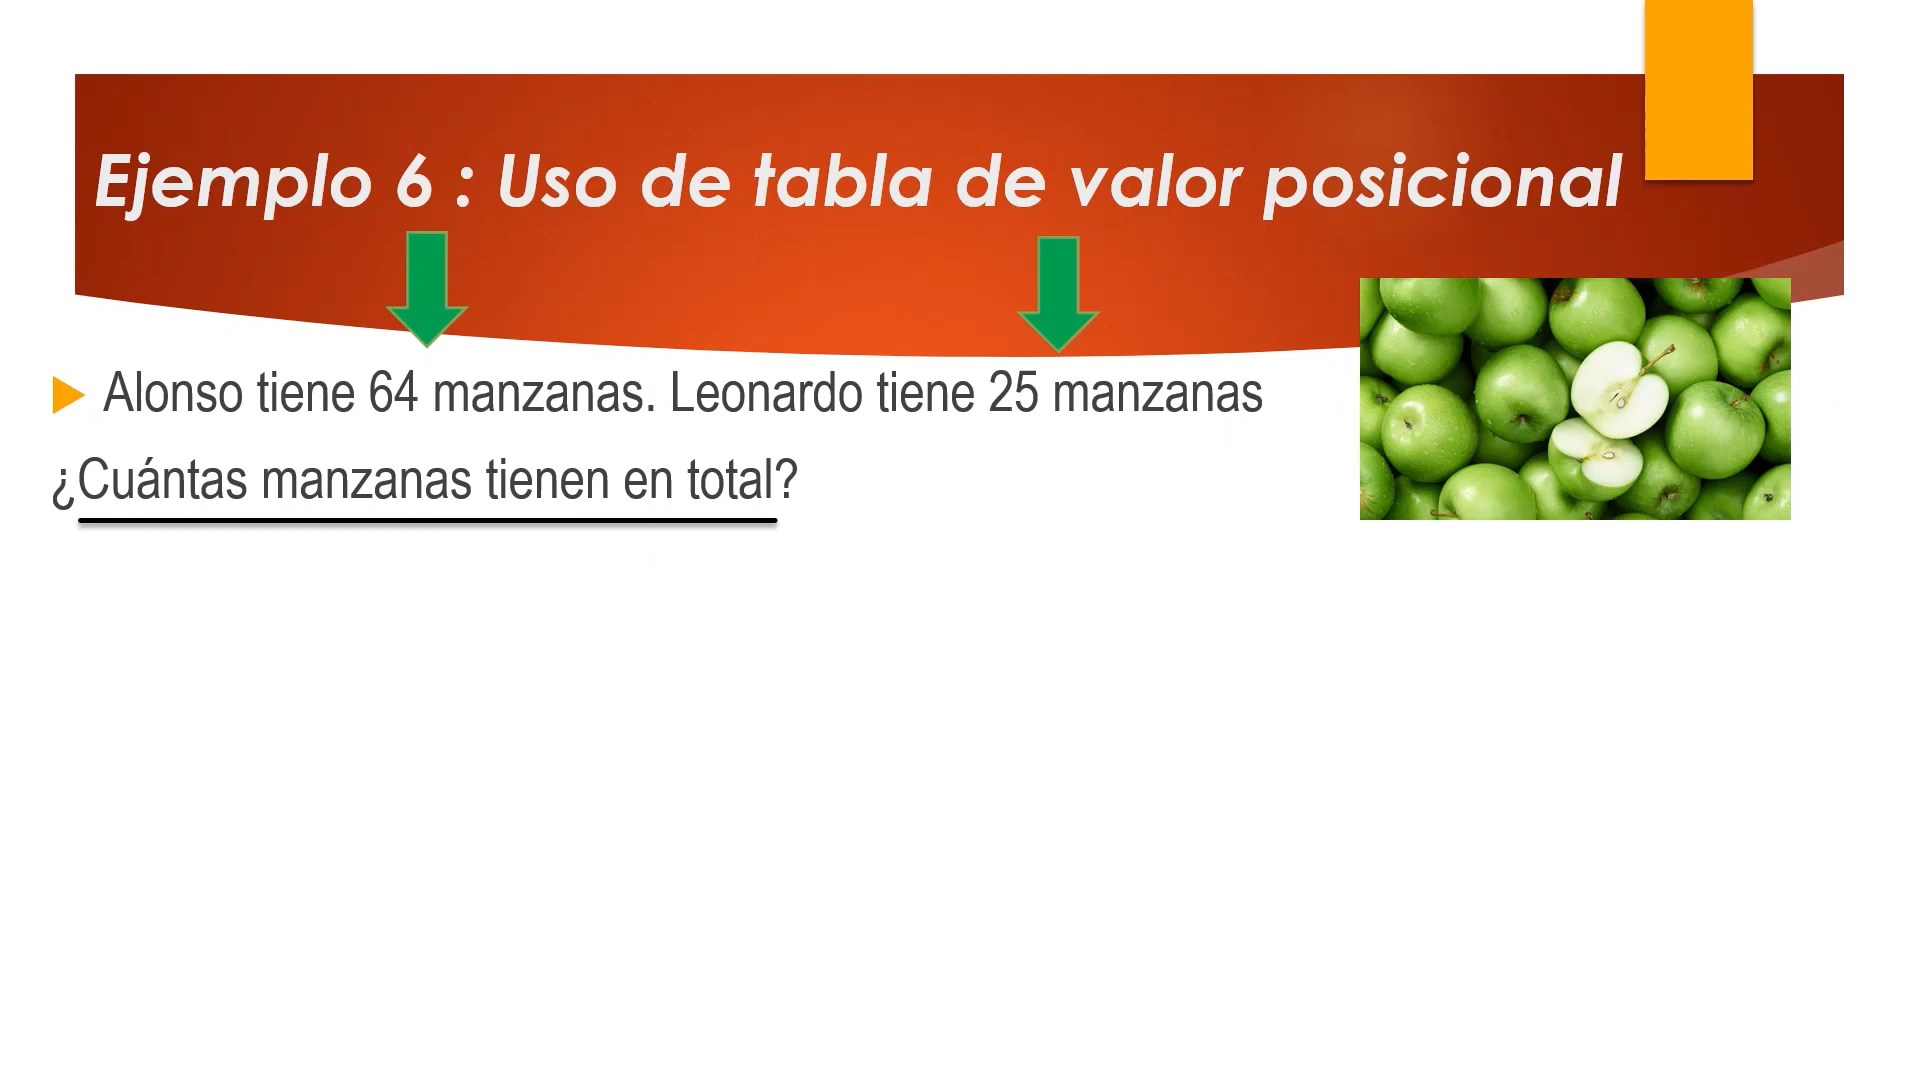 Ejemplo 6 : Uso de tabla de valor posicional
Alonso tiene 64 manzanas. Leonardo tiene 25 manzanas
¿Cuántas manzanas tienen en total?